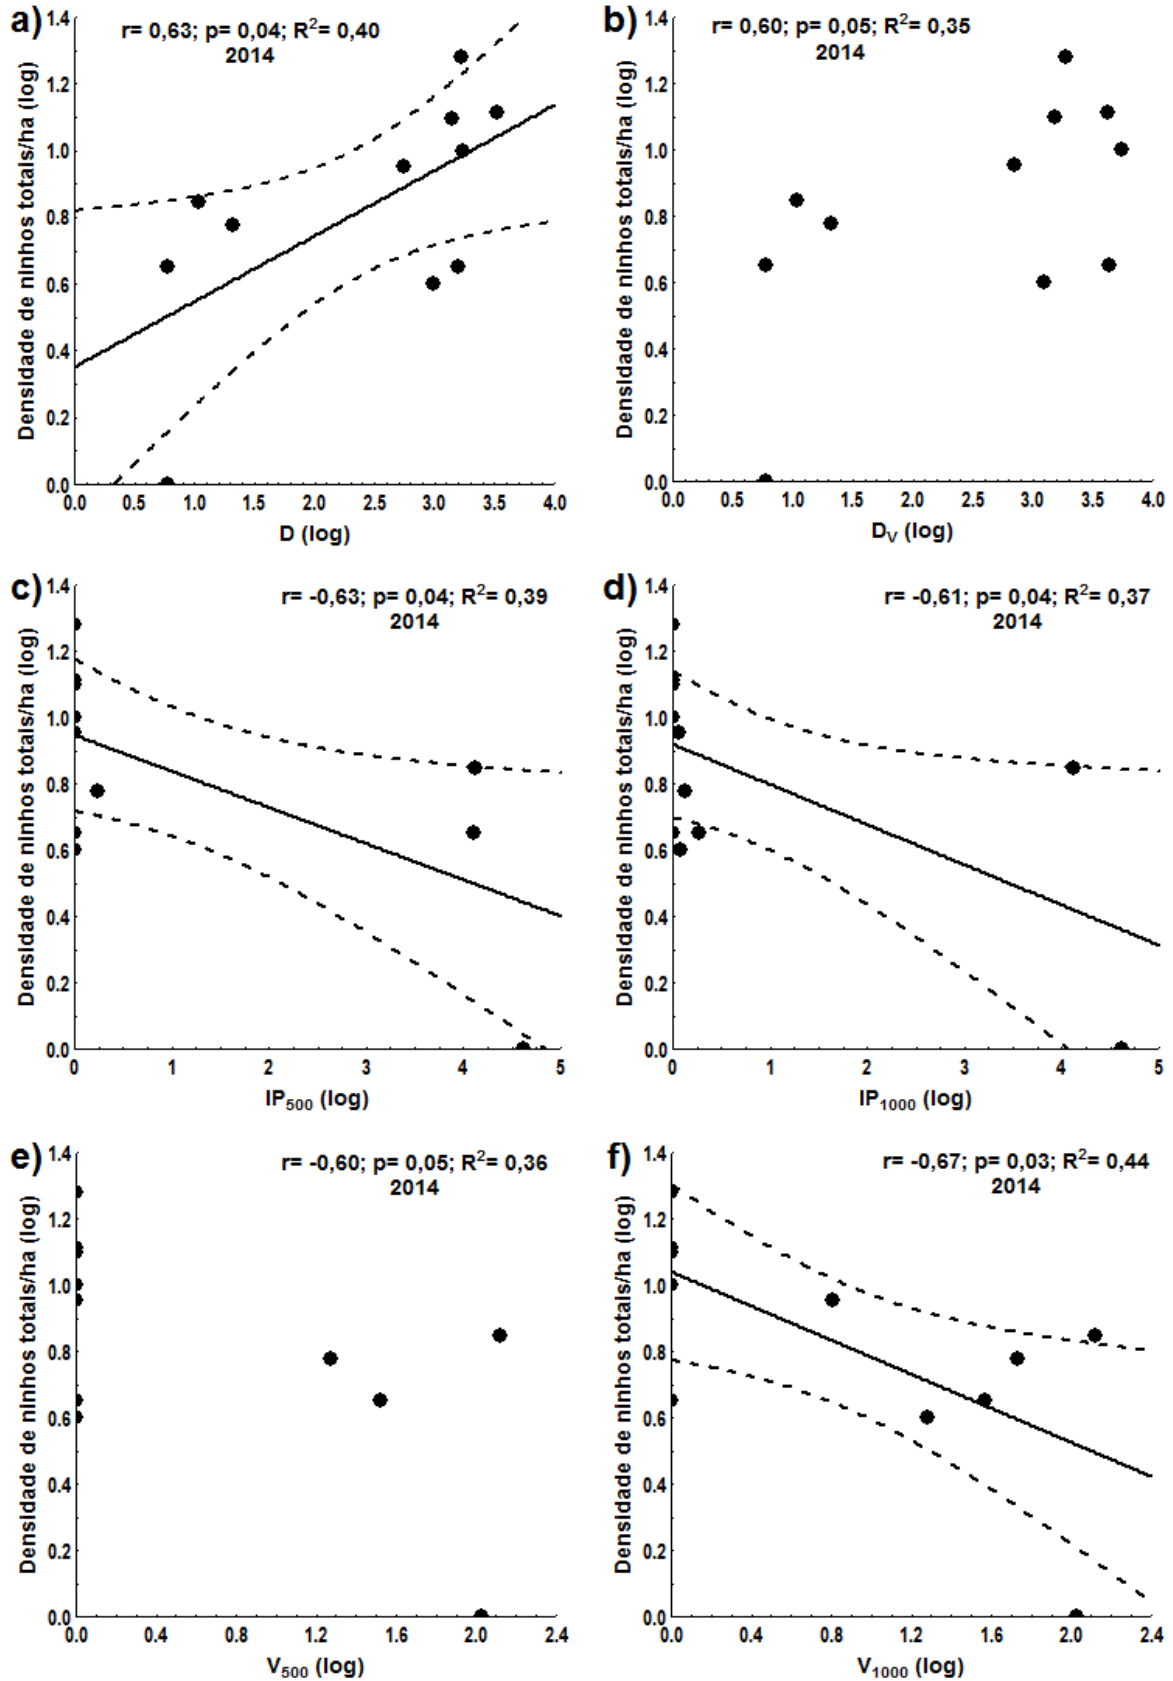 a)
r= 0,63; p= 0,04; R²= 0,40
2014
Densidade de ninhos totais/ha (log)
1.4
1.2
1.0
0.8
0.6
0.4
0.2
0.0
0.0 0.5 1.0 1.5 2.0 2.5 3.0 3.5 4.0
D (log)
b)
r= 0,60; p= 0,05; R²= 0,35
2014
Densidade de ninhos totais/ha (log)
1.4
1.2
1.0
0.8
0.6
0.4
0.2
0.0
0.0 0.5 1.0 1.5 2.0 2.5 3.0 3.5 4.0
D_V (log)
c)
r= -0,63; p= 0,04; R²= 0,39
2014
Densidade de ninhos totais/ha (log)
1.4
1.2
1.0
0.8
0.6
0.4
0.2
0.0
0 1 2 3 4 5
IP₅₀₀ (log)
d)
r= -0,61; p= 0,04; R²= 0,37
2014
Densidade de ninhos totais/ha (log)
1.4
1.2
1.0
0.8
0.6
0.4
0.2
0.0
0 1 2 3 4 5
IP₁₀₀₀ (log)
e)
r= -0,60; p= 0,05; R²= 0,36
2014
Densidade de ninhos totais/ha (log)
1.4
1.2
1.0
0.8
0.6
0.4
0.2
0.0
0.0 0.4 0.8 1.2 1.6 2.0 2.4
V₅₀₀ (log)
f)
r= -0,67; p= 0,03; R²= 0,44
2014
Densidade de ninhos totais/ha (log)
1.4
1.2
1.0
0.8
0.6
0.4
0.2
0.0
0.0 0.4 0.8 1.2 1.6 2.0 2.4
V₁₀₀₀ (log)